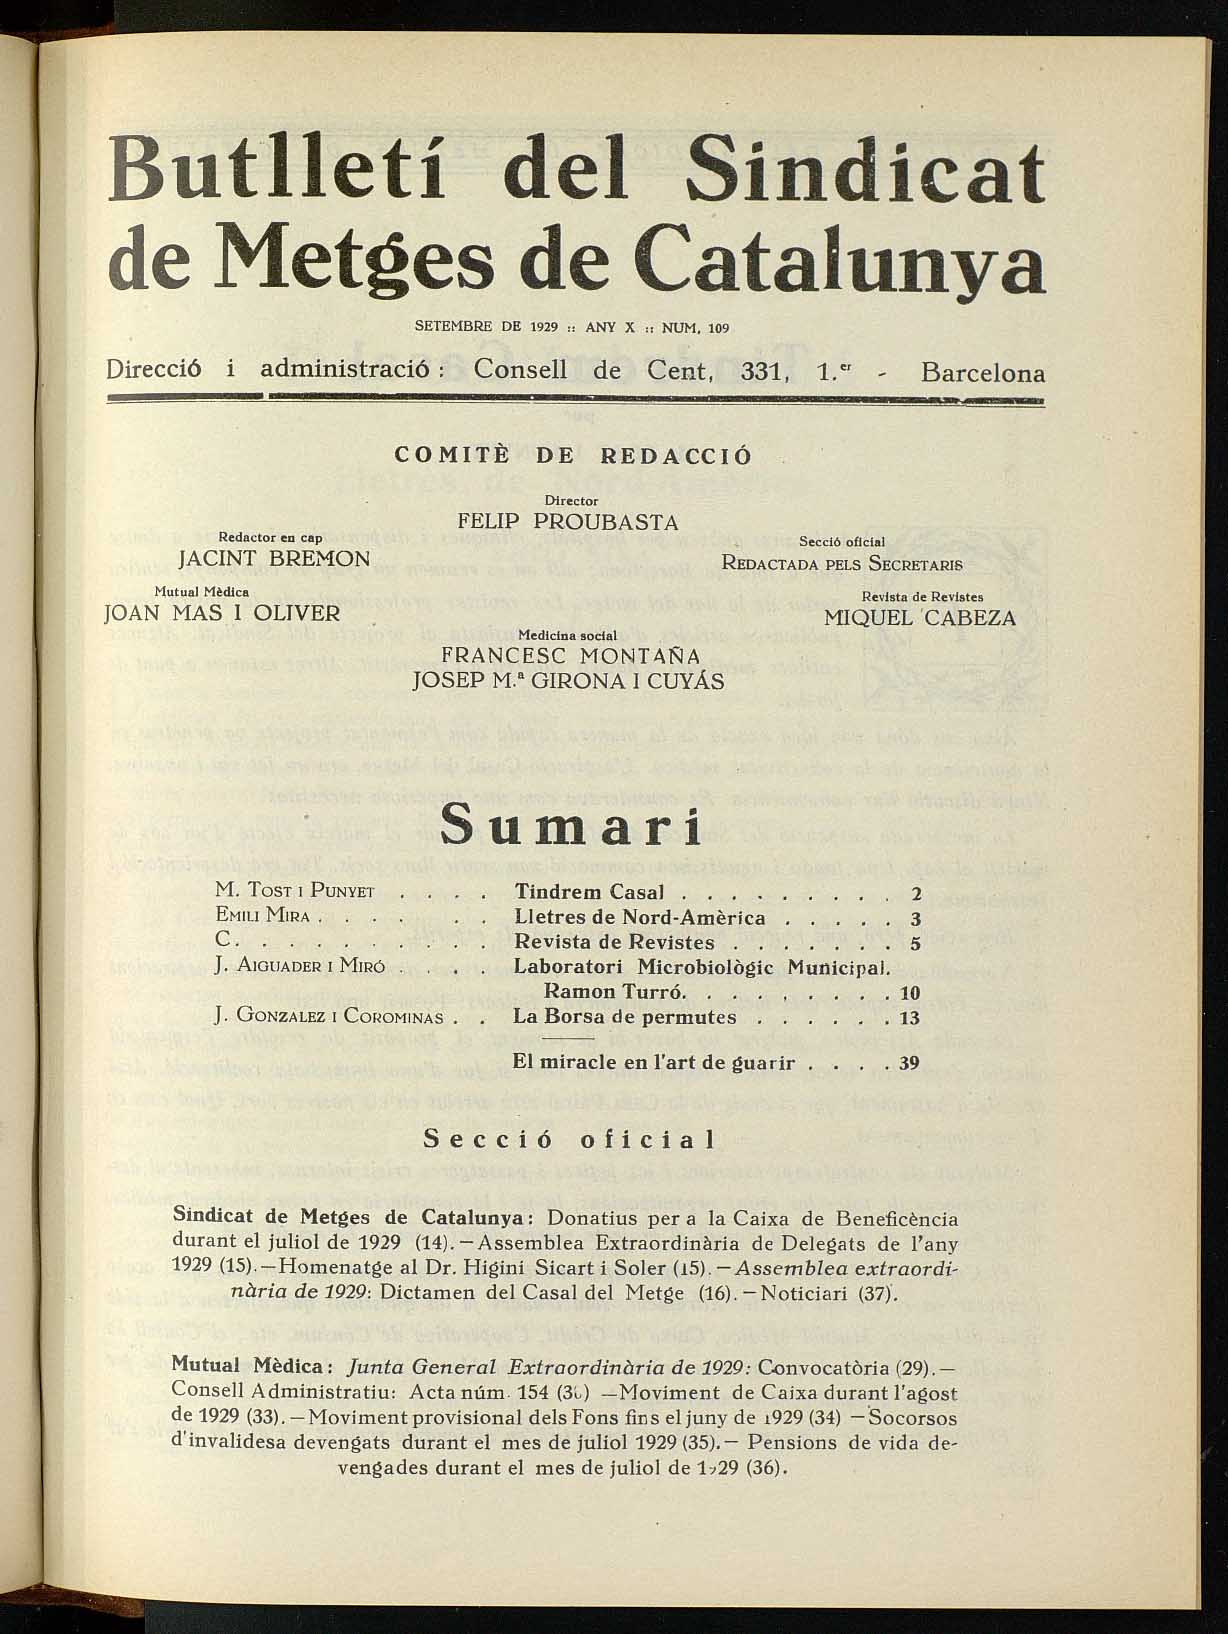 Butlletí del Sindicat
de Metges de Catalunya
SETEMBRE DE 1929 :: ANY X :: NUM. 109
Direcció i administració : Consell de Cent, 331, 1.er - Barcelona
COMITÈ DE REDACCIÓ
Director
FELIP PROUBASTA
Redactor en cap
JACINT BREMON
Secció oficial
REDACTADA PELS SECRETARIS
Mutual Mèdica
JOAN MAS I OLIVER
Revista de Revistes
MIQUEL CABEZA
Medicina social
FRANCESC MONTAÑA
JOSEP M.ª GIRONA I CUYÁS
Sumari
M. TOST I PUNYET . . . . Tindrem Casal . . . . . . . . . 2
EMILI MIRA . . . . . . . Lletres de Nord-Amèrica . . . . . 3
C. . . . . . . . . . . Revista de Revistes . . . . . . . 5
J. AIGUADER I MIRÓ . . . . Laboratori Microbiològic Municipal.
Ramon Turró. . . . . . . . . . 10
J. GONZALEZ I COROMINAS . . La Borsa de permutes . . . . . . 13
El miracle en l'art de guarir . . . . 39
Secció oficial
Sindicat de Metges de Catalunya: Donatius per a la Caixa de Beneficència
durant el juliol de 1929 (14). — Assemblea Extraordinària de Delegats de l'any
1929 (15). — Homenatge al Dr. Higini Sicart i Soler (15). — Assemblea extraordi-
nària de 1929: Dictamen del Casal del Metge (16). — Noticiari (37).
Mutual Mèdica: Junta General Extraordinària de 1929: Convocatòria (29). —
Consell Administratiu: Acta núm. 154 (30) — Moviment de Caixa durant l'agost
de 1929 (33). — Moviment provisional dels Fons fins el juny de 1929 (34) — Socorsos
d'invalidesa devengats durant el mes de juliol 1929 (35). — Pensions de vida de-
vengades durant el mes de juliol de 1929 (36).